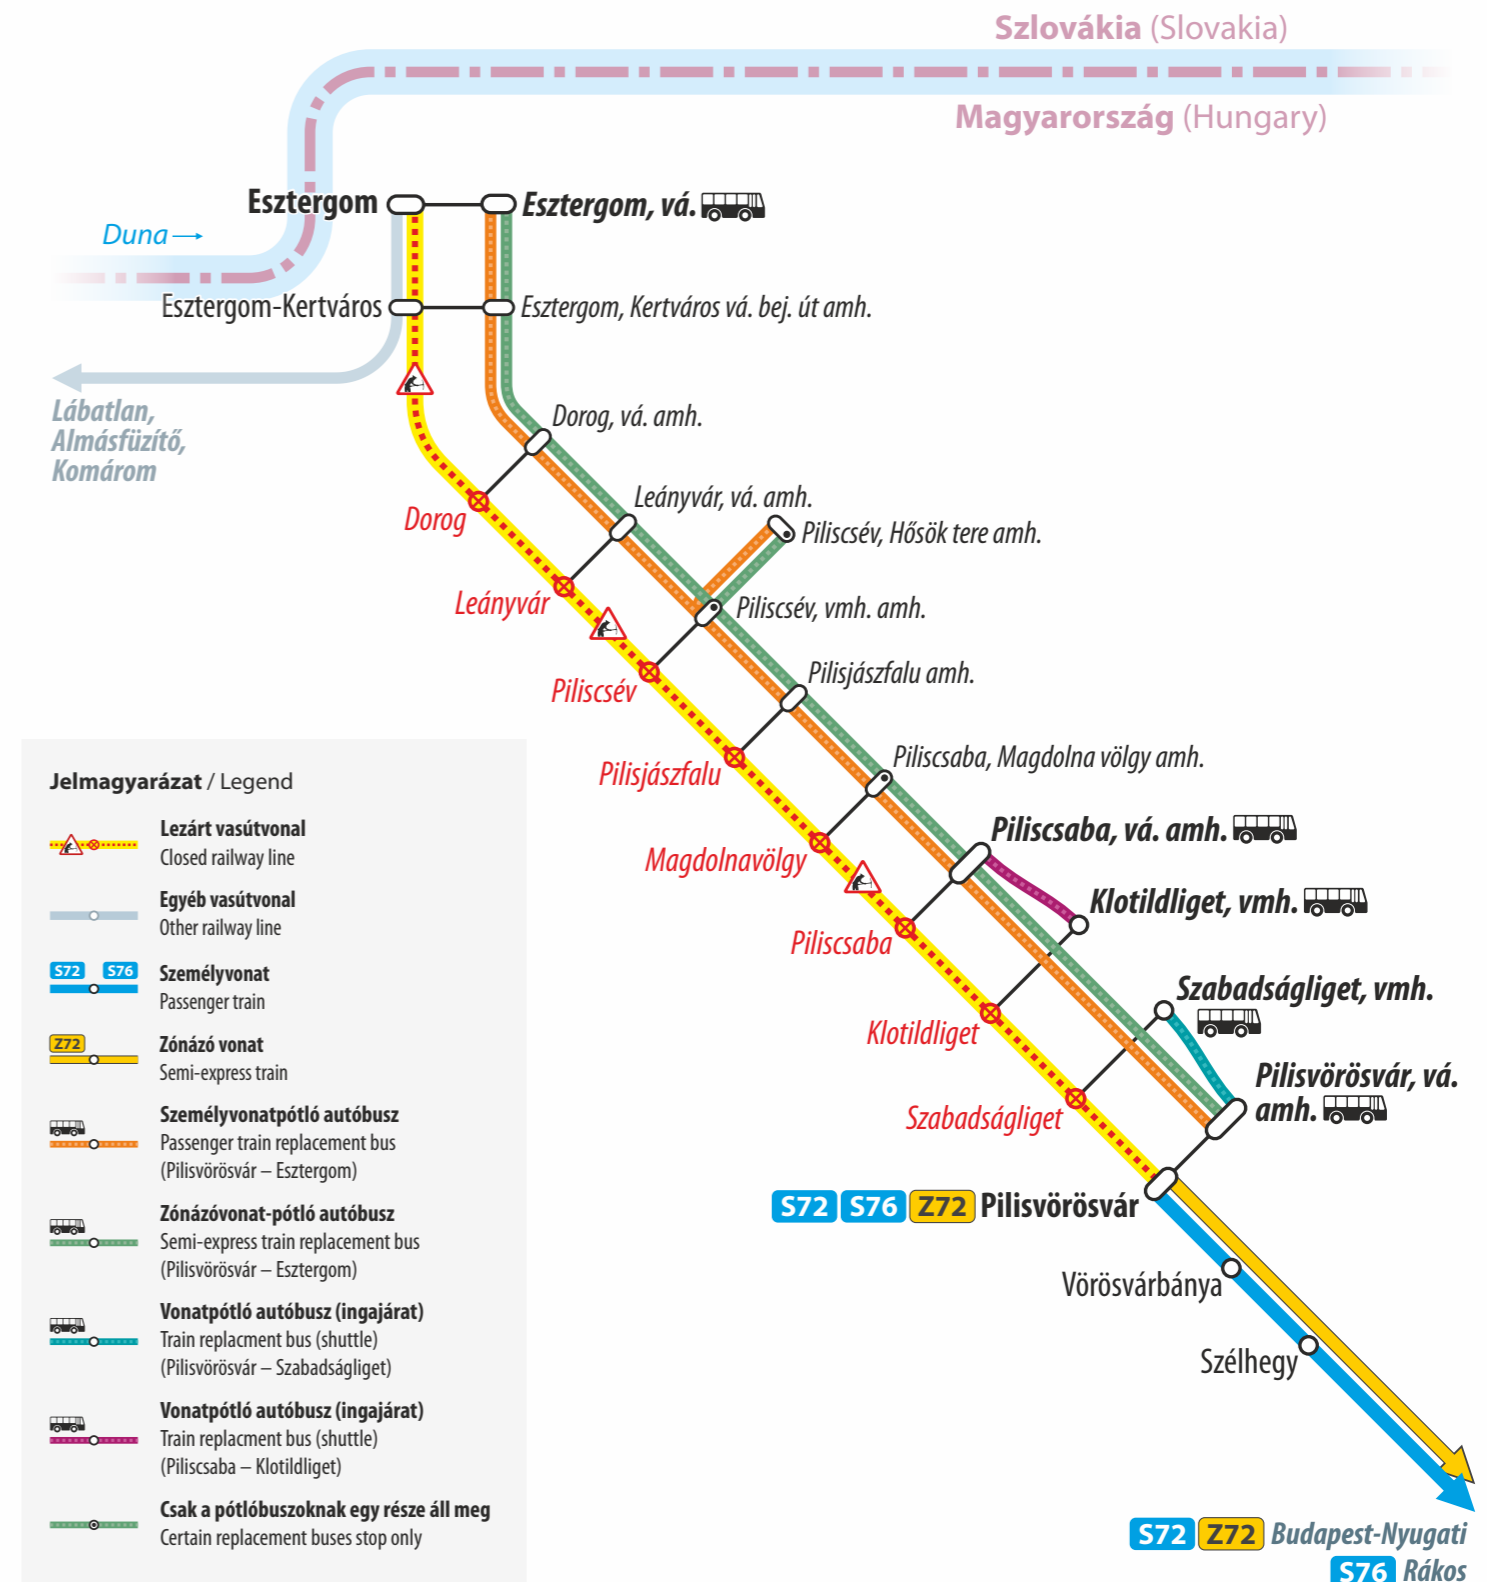 Szlovákia (Slovakia)
Magyarország (Hungary)
Esztergom
Esztergom, vá.
Duna
Esztergom-Kertváros
Esztergom, Kertváros vá. bej. út amh.
Lábatlan,
Almásfüzítő,
Komárom
Dorog, vá. amh.
Dorog
Leányvár, vá. amh.
Piliscsév, Hősök tere amh.
Leányvár
Piliscsév, vmh. amh.
Piliscsév
Pilisjászfalu amh.
Pilisjászfalu
Piliscsaba, Magdolna völgy amh.
Magdolnavölgy
Piliscsaba, vá. amh.
Piliscsaba
Klotildliget, vmh.
Klotildliget
Szabadságliget, vmh.
Szabadságliget
Pilisvörösvár, vá.
amh.
S72 S76 Z72 Pilisvörösvár
Vörösvárbánya
Szélhegy
S72 Z72 Budapest-Nyugati
S76 Rákos
Jelmagyarázat / Legend
Lezárt vasútvonal
Closed railway line
Egyéb vasútvonal
Other railway line
S72 S76
Személyvonat
Passenger train
Z72
Zónázó vonat
Semi-express train
Személyvonatpótló autóbusz
Passenger train replacement bus
(Pilisvörösvár – Esztergom)
Zónázóvonat-pótló autóbusz
Semi-express train replacement bus
(Pilisvörösvár – Esztergom)
Vonatpótló autóbusz (ingajárat)
Train replacment bus (shuttle)
(Pilisvörösvár – Szabadságliget)
Vonatpótló autóbusz (ingajárat)
Train replacment bus (shuttle)
(Piliscsaba – Klotildliget)
Csak a pótlóbuszoknak egy része áll meg
Certain replacement buses stop only